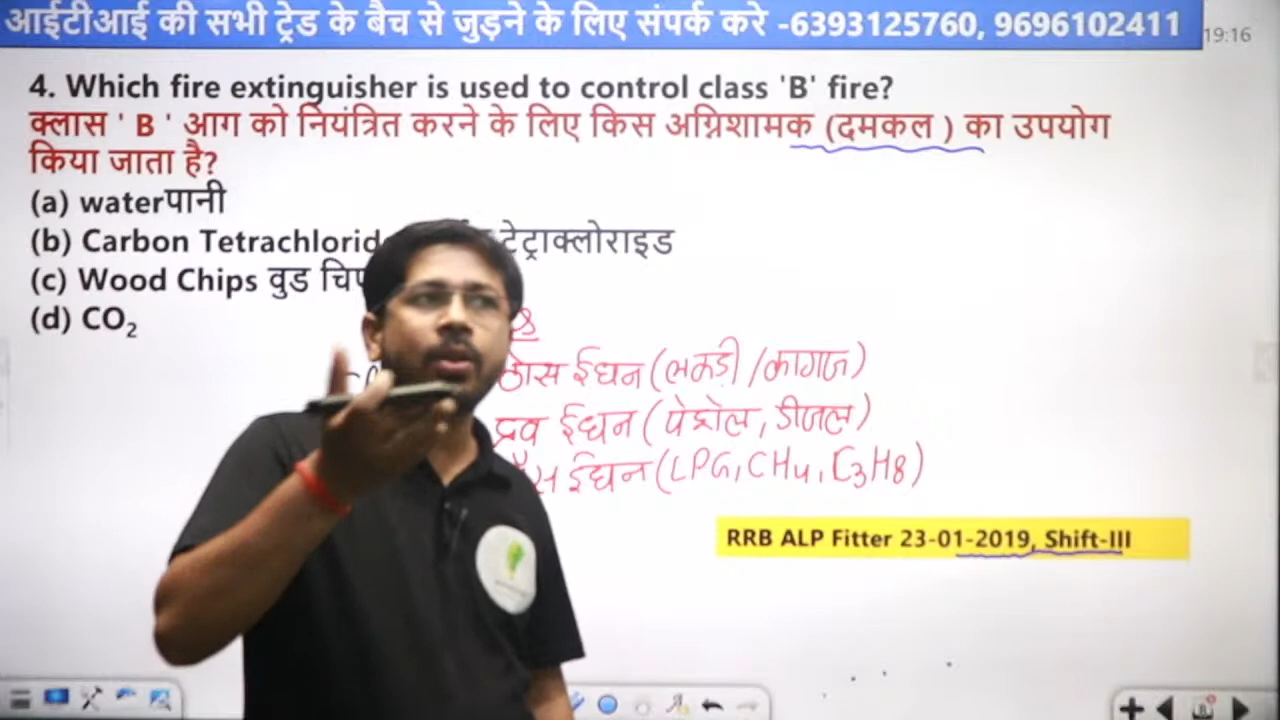 आईटीआई की सभी ट्रेड के बैच से जुड़ने के लिए संपर्क करे -6393125760, 9696102411
19:16
4. Which fire extinguisher is used to control class 'B' fire?
क्लास ' B ' आग को नियंत्रित करने के लिए किस अग्निशामक (दमकल ) का उपयोग
किया जाता है?
(a) waterपानी
(b) Carbon Tetrachlorid टेट्राक्लोराइड
(c) Wood Chips वुड चिप
(d) CO₂
ठोस ईंधन (लकड़ी /कागज)
द्रव ईंधन ( पेट्रोल, डीजल)
ईंधन (LPG, CH4, C3H8)
RRB ALP Fitter 23-01-2019, Shift-III